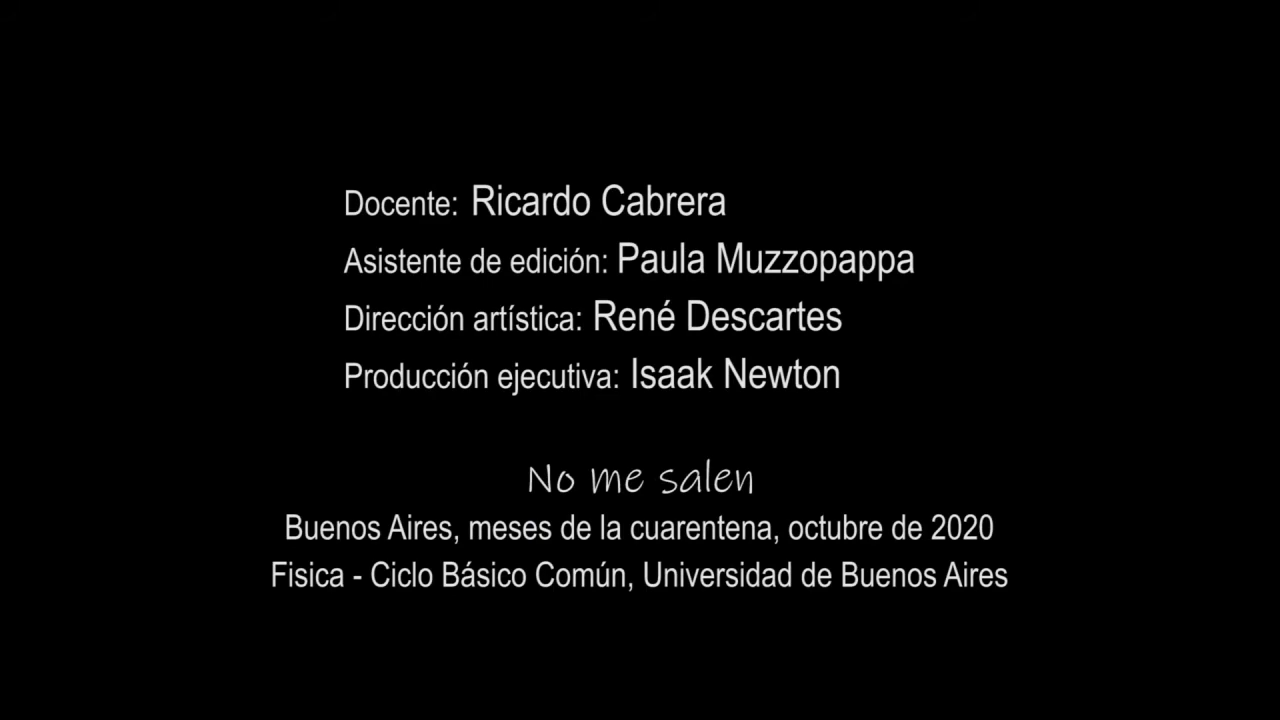 Docente: Ricardo Cabrera
Asistente de edición: Paula Muzzopappa
Dirección artística: René Descartes
Producción ejecutiva: Isaak Newton
No me salen
Buenos Aires, meses de la cuarentena, octubre de 2020
Fisica - Ciclo Básico Común, Universidad de Buenos Aires